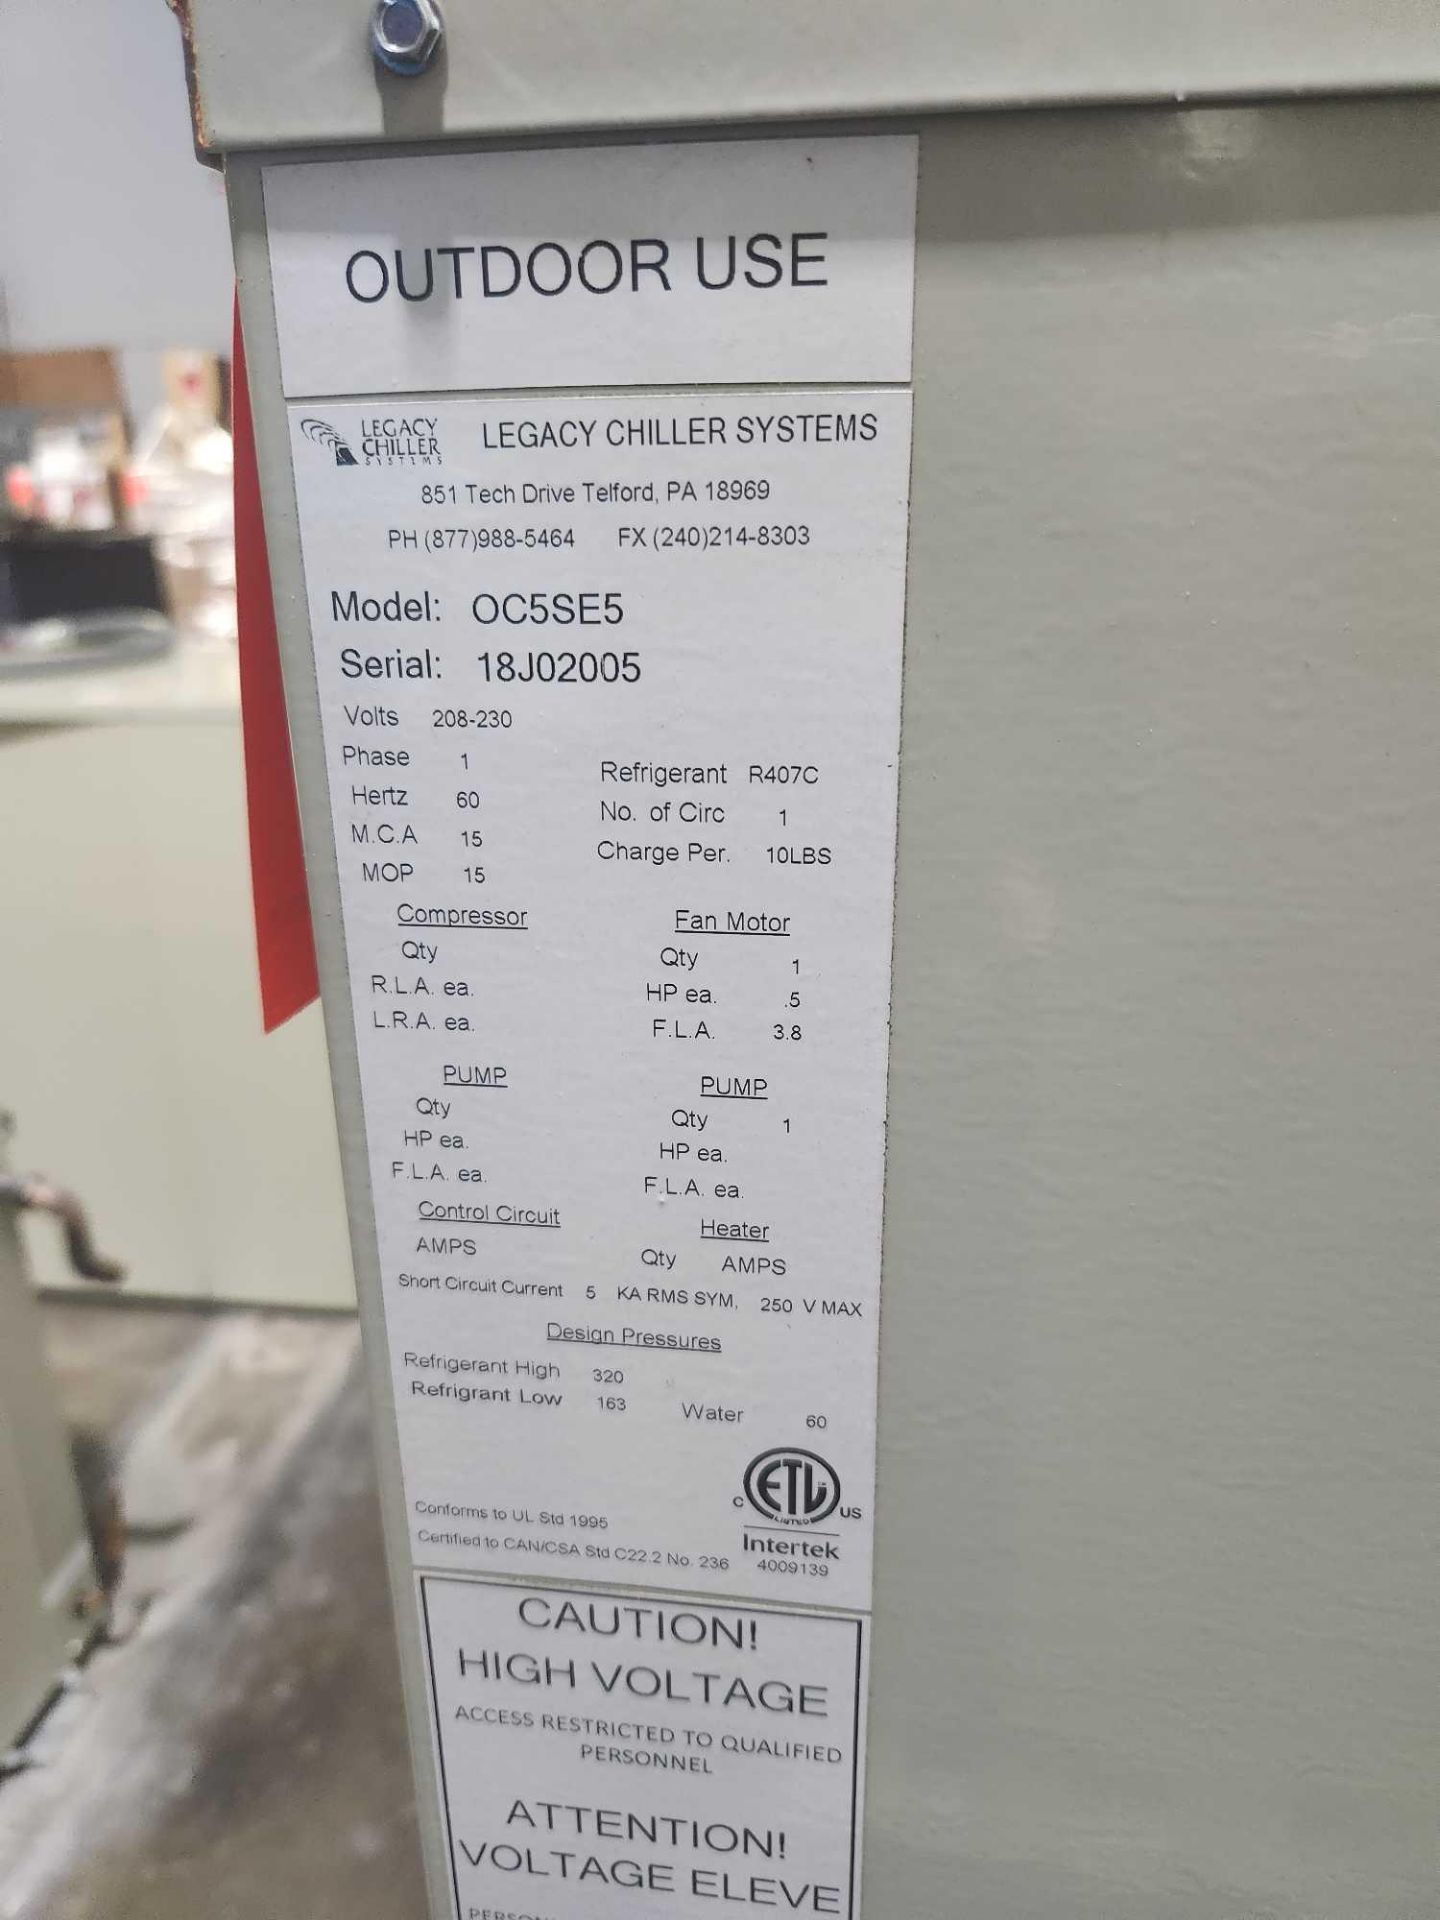 OUTDOOR USE
LEGACY CHILLER SYSTEMS
LEGACY CHILLER SYSTEMS
851 Tech Drive Telford, PA 18969
PH (877)988-5464 FX (240)214-8303
Model: OC5SE5
Serial: 18J02005
Volts 208-230
Phase 1
Refrigerant R407C
Hertz 60
No. of Circ 1
M.C.A 15
Charge Per. 10LBS
MOP 15
Compressor Fan Motor
Qty Qty 1
R.L.A. ea. HP ea. .5
L.R.A. ea. F.L.A. 3.8
PUMP PUMP
Qty Qty 1
HP ea. HP ea.
F.L.A. ea. F.L.A. ea.
Control Circuit Heater
AMPS Qty AMPS
Short Circuit Current 5 KA RMS SYM, 250 V MAX
Design Pressures
Refrigerant High 320
Refrigrant Low 163 Water 60
C ETL US
LISTED
Intertek
4009139
Conforms to UL Std 1995
Certified to CAN/CSA Std C22.2 No. 236
CAUTION!
HIGH VOLTAGE
ACCESS RESTRICTED TO QUALIFIED
PERSONNEL
ATTENTION!
VOLTAGE ELEVE